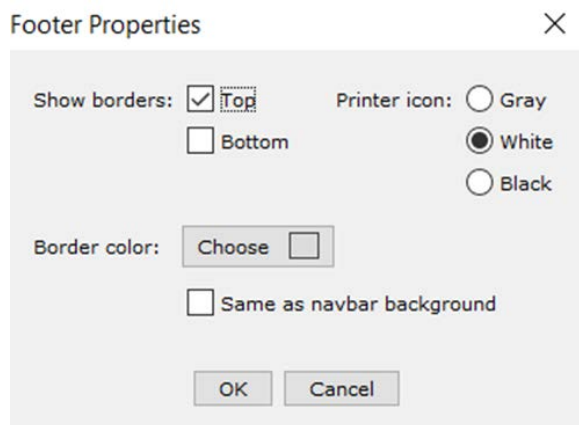 Footer Properties
Show borders: Top Printer icon: Gray
Bottom White
Black
Border color: Choose
Same as navbar background
OK Cancel